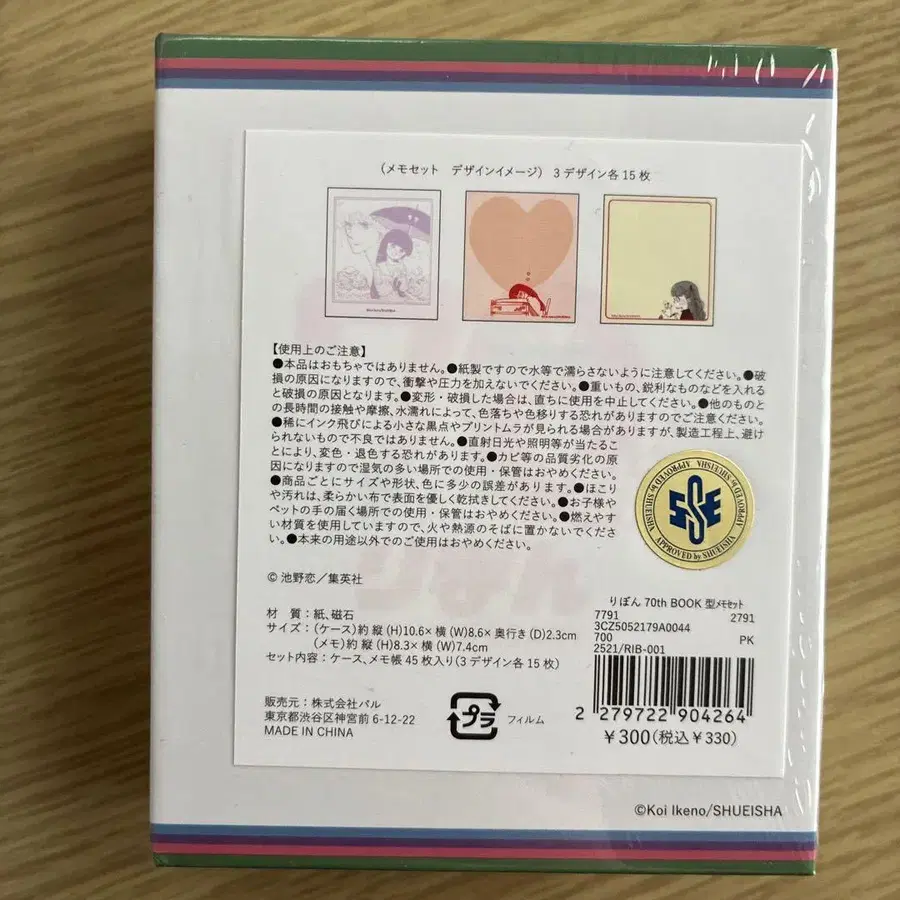 （メモセット　デザインイメージ） 3デザイン各15枚
【使用上のご注意】
●本品はおもちゃではありません。●紙製ですので水等で濡らさないように注意してください。●破
損の原因になりますので、衝撃や圧力を加えないでください。●重いもの、鋭利なものなどを入れる
と破損の原因となります。●変形・破損した場合は、直ちに使用を中止してください。●他のものと
の長時間の接触や摩擦、水濡れによって、色落ちや色移りする恐れがありますのでご注意ください。
●稀にインク飛びによる小さな黒点やプリントムラが見られる場合がありますが、製造工程上、避け
られないもので不良ではありません。●直射日光や照明等が当たる
ことにより、変色・退色する恐れがあります。●カビ等の品質劣化の原
因になりますので湿気の多い場所での使用・保管はおやめください。
●商品ごとにサイズや形状、色に多少の誤差があります。●ほこり
や汚れは、柔らかい布で表面を優しく乾拭きしてください。●お子様や
ペットの手の届く場所での使用・保管はおやめください。●燃えやす
い材質を使用していますので、火や熱源のそばに置かないでくださ
い。●本来の用途以外でのご使用はおやめください。
APPROVED by SHUEISHA
SSE
APPROVED by SHUEISHA
© 池野恋／集英社
材　質：紙、磁石
サイズ：（ケース）約 縦(H)10.6×横(W)8.6×奥行き(D)2.3cm
（メモ）約 縦(H)8.3×横(W)7.4cm
セット内容：ケース、メモ帳45枚入り（3デザイン各15枚）
販売元：株式会社パル
東京都渋谷区神宮前6-12-22
MADE IN CHINA
プラ
フィルム
りぼん 70th BOOK 型メモセット
7791 2791
3CZ5052179A0044
700 PK
2521/RIB-001
2 279722 904264
￥300（税込￥330）
©Koi Ikeno/SHUEISHA